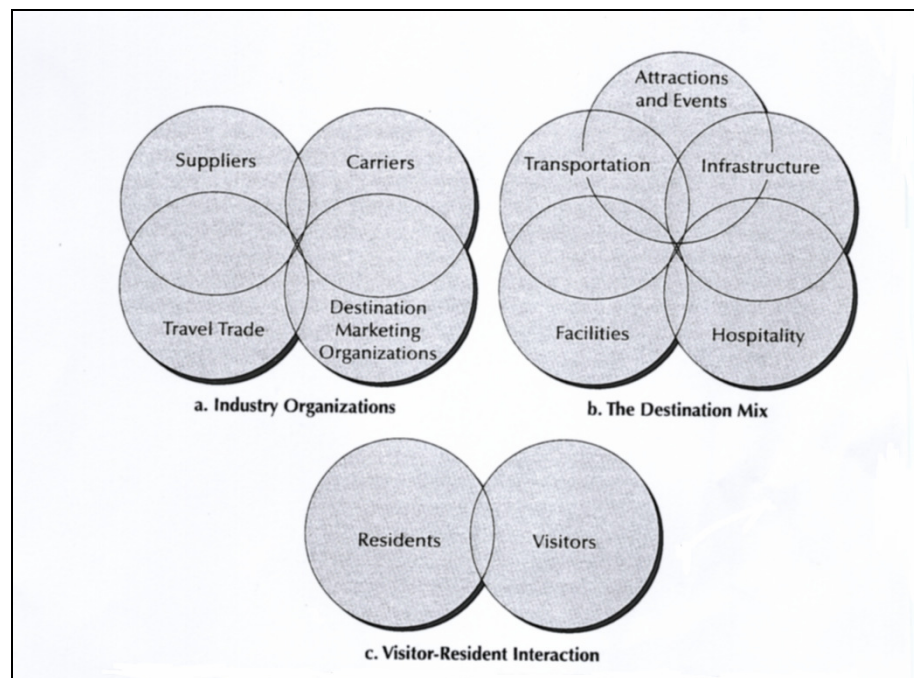 Suppliers
Carriers
Travel Trade
Destination
Marketing
Organizations
a. Industry Organizations
Attractions
and Events
Transportation
Infrastructure
Facilities
Hospitality
b. The Destination Mix
Residents
Visitors
c. Visitor-Resident Interaction